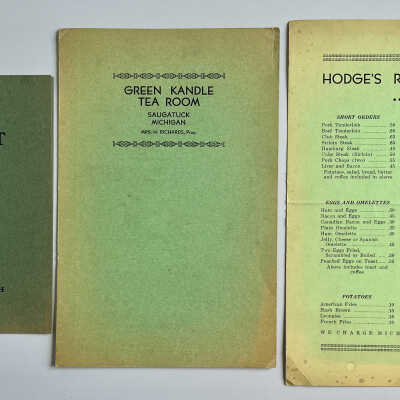 T
GREEN KANDLE
TEA ROOM
SAUGATUCK
MICHIGAN
MRS. W. RICHARDS, Prop.
HODGE'S R
SHORT ORDERS
Pork Tenderloin
Beef Tenderloin
Club Steak
Sirloin Steak
Hamburg Steak
Cube Steak (Sirloin)
Pork Chops (two)
Liver and Bacon
Potatoes, salad, bread, butter
and coffee included in above
EGGS AND OMELETTES
Ham and Eggs
Bacon and Eggs
Canadian Bacon and Eggs
Plain Omelette
Ham Omelette
Jelly, Cheese or Spanish
Omelette
Two Eggs Fried,
Scrambled or Boiled
Poached Eggs on Toast
Above includes toast and
coffee
POTATOES
American Fries
Hash Brown
Lyonaise
French Fries
WE CHARGE MICH